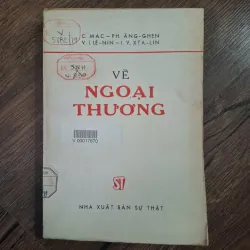 C. MÁC - PH. ĂNG-GHEN
V. I. LÊ-NIN - I. V. XTA-LIN
VỀ
NGOẠI
THƯƠNG
ST
NHÀ XUẤT BẢN SỰ THẬT